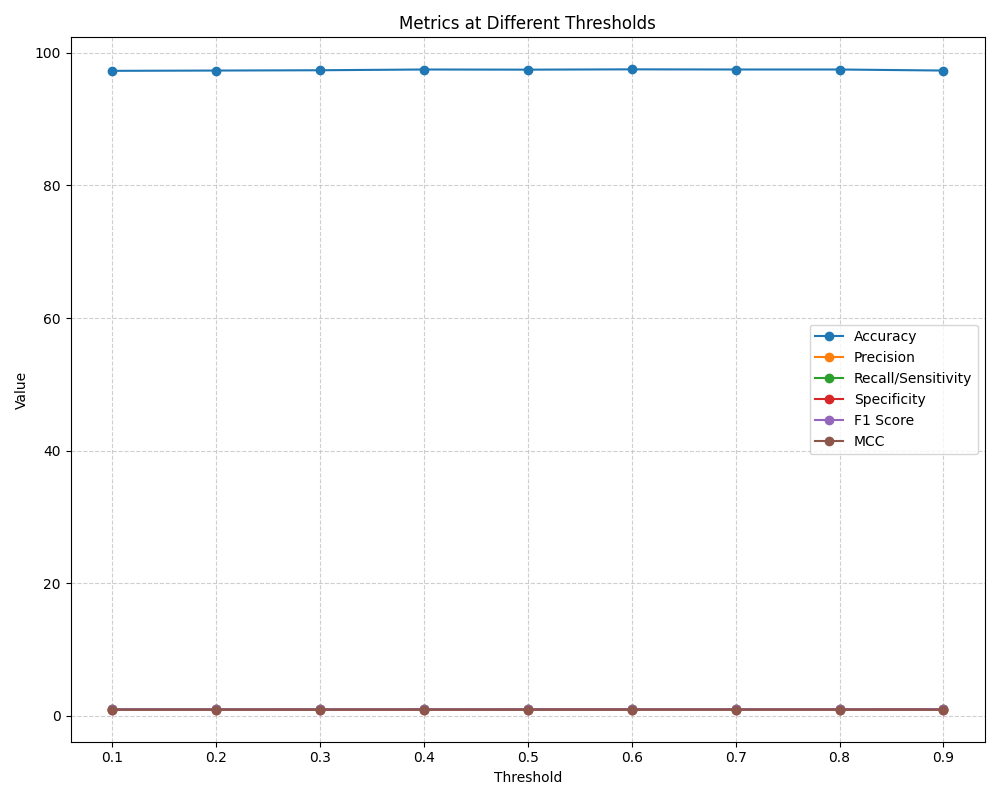 Metrics at Different Thresholds
100
80
60
40
20
0
Value
Accuracy
Precision
Recall/Sensitivity
Specificity
F1 Score
MCC
0.1 0.2 0.3 0.4 0.5 0.6 0.7 0.8 0.9
Threshold